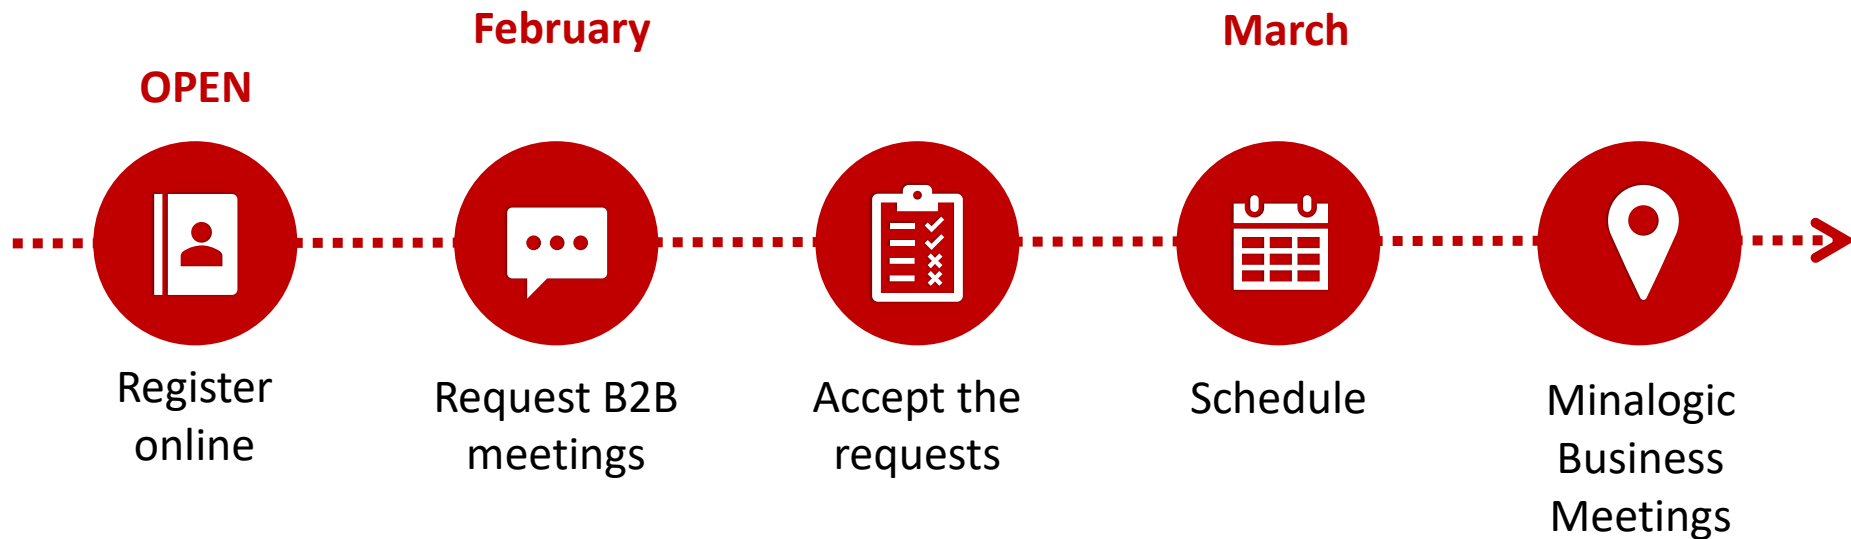 February
March
OPEN
Register
online
Request B2B
meetings
Accept the
requests
Schedule
Minalogic
Business
Meetings